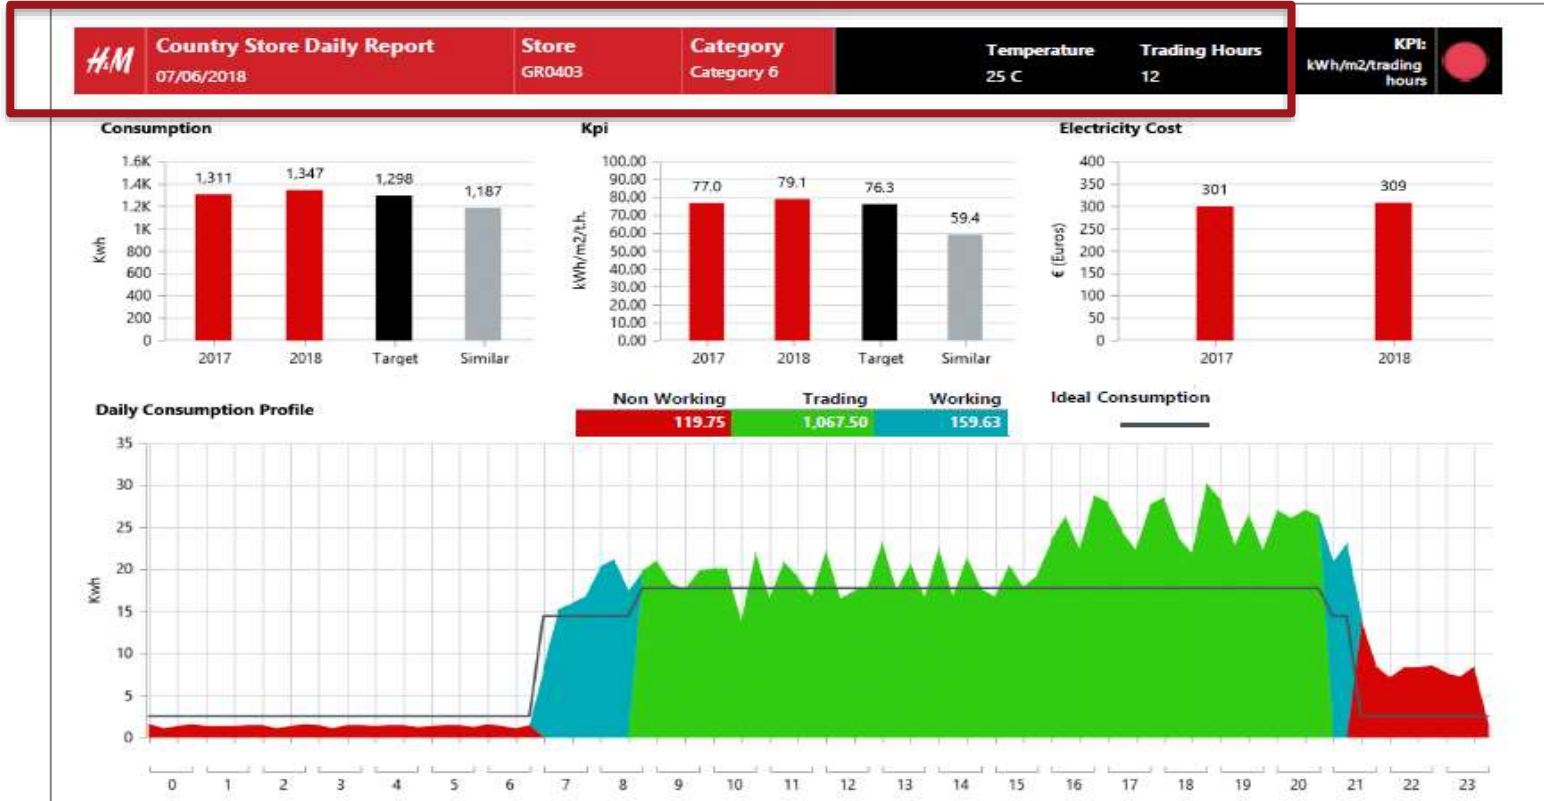 H&M
Country Store Daily Report
07/06/2018
Store
GR0403
Category
Category 6
Temperature
25 C
Trading Hours
12
KPI:
kWh/m2/trading
hours
Consumption
Kwh
1.6K
1.4K
1.2K
1K
800
600
400
200
0
1,311
1,347
1,298
1,187
2017
2018
Target
Similar
Kpi
kWh/m2/t.h.
100.00
90.00
80.00
70.00
60.00
50.00
40.00
30.00
20.00
10.00
0.00
77.0
79.1
76.3
59.4
2017
2018
Target
Similar
Electricity Cost
€ (Euros)
400
350
300
250
200
150
100
50
0
301
309
2017
2018
Daily Consumption Profile
Non Working
119.75
Trading
1,067.50
Working
159.63
Ideal Consumption
Kwh
35
30
25
20
15
10
5
0
0 1 2 3 4 5 6 7 8 9 10 11 12 13 14 15 16 17 18 19 20 21 22 23